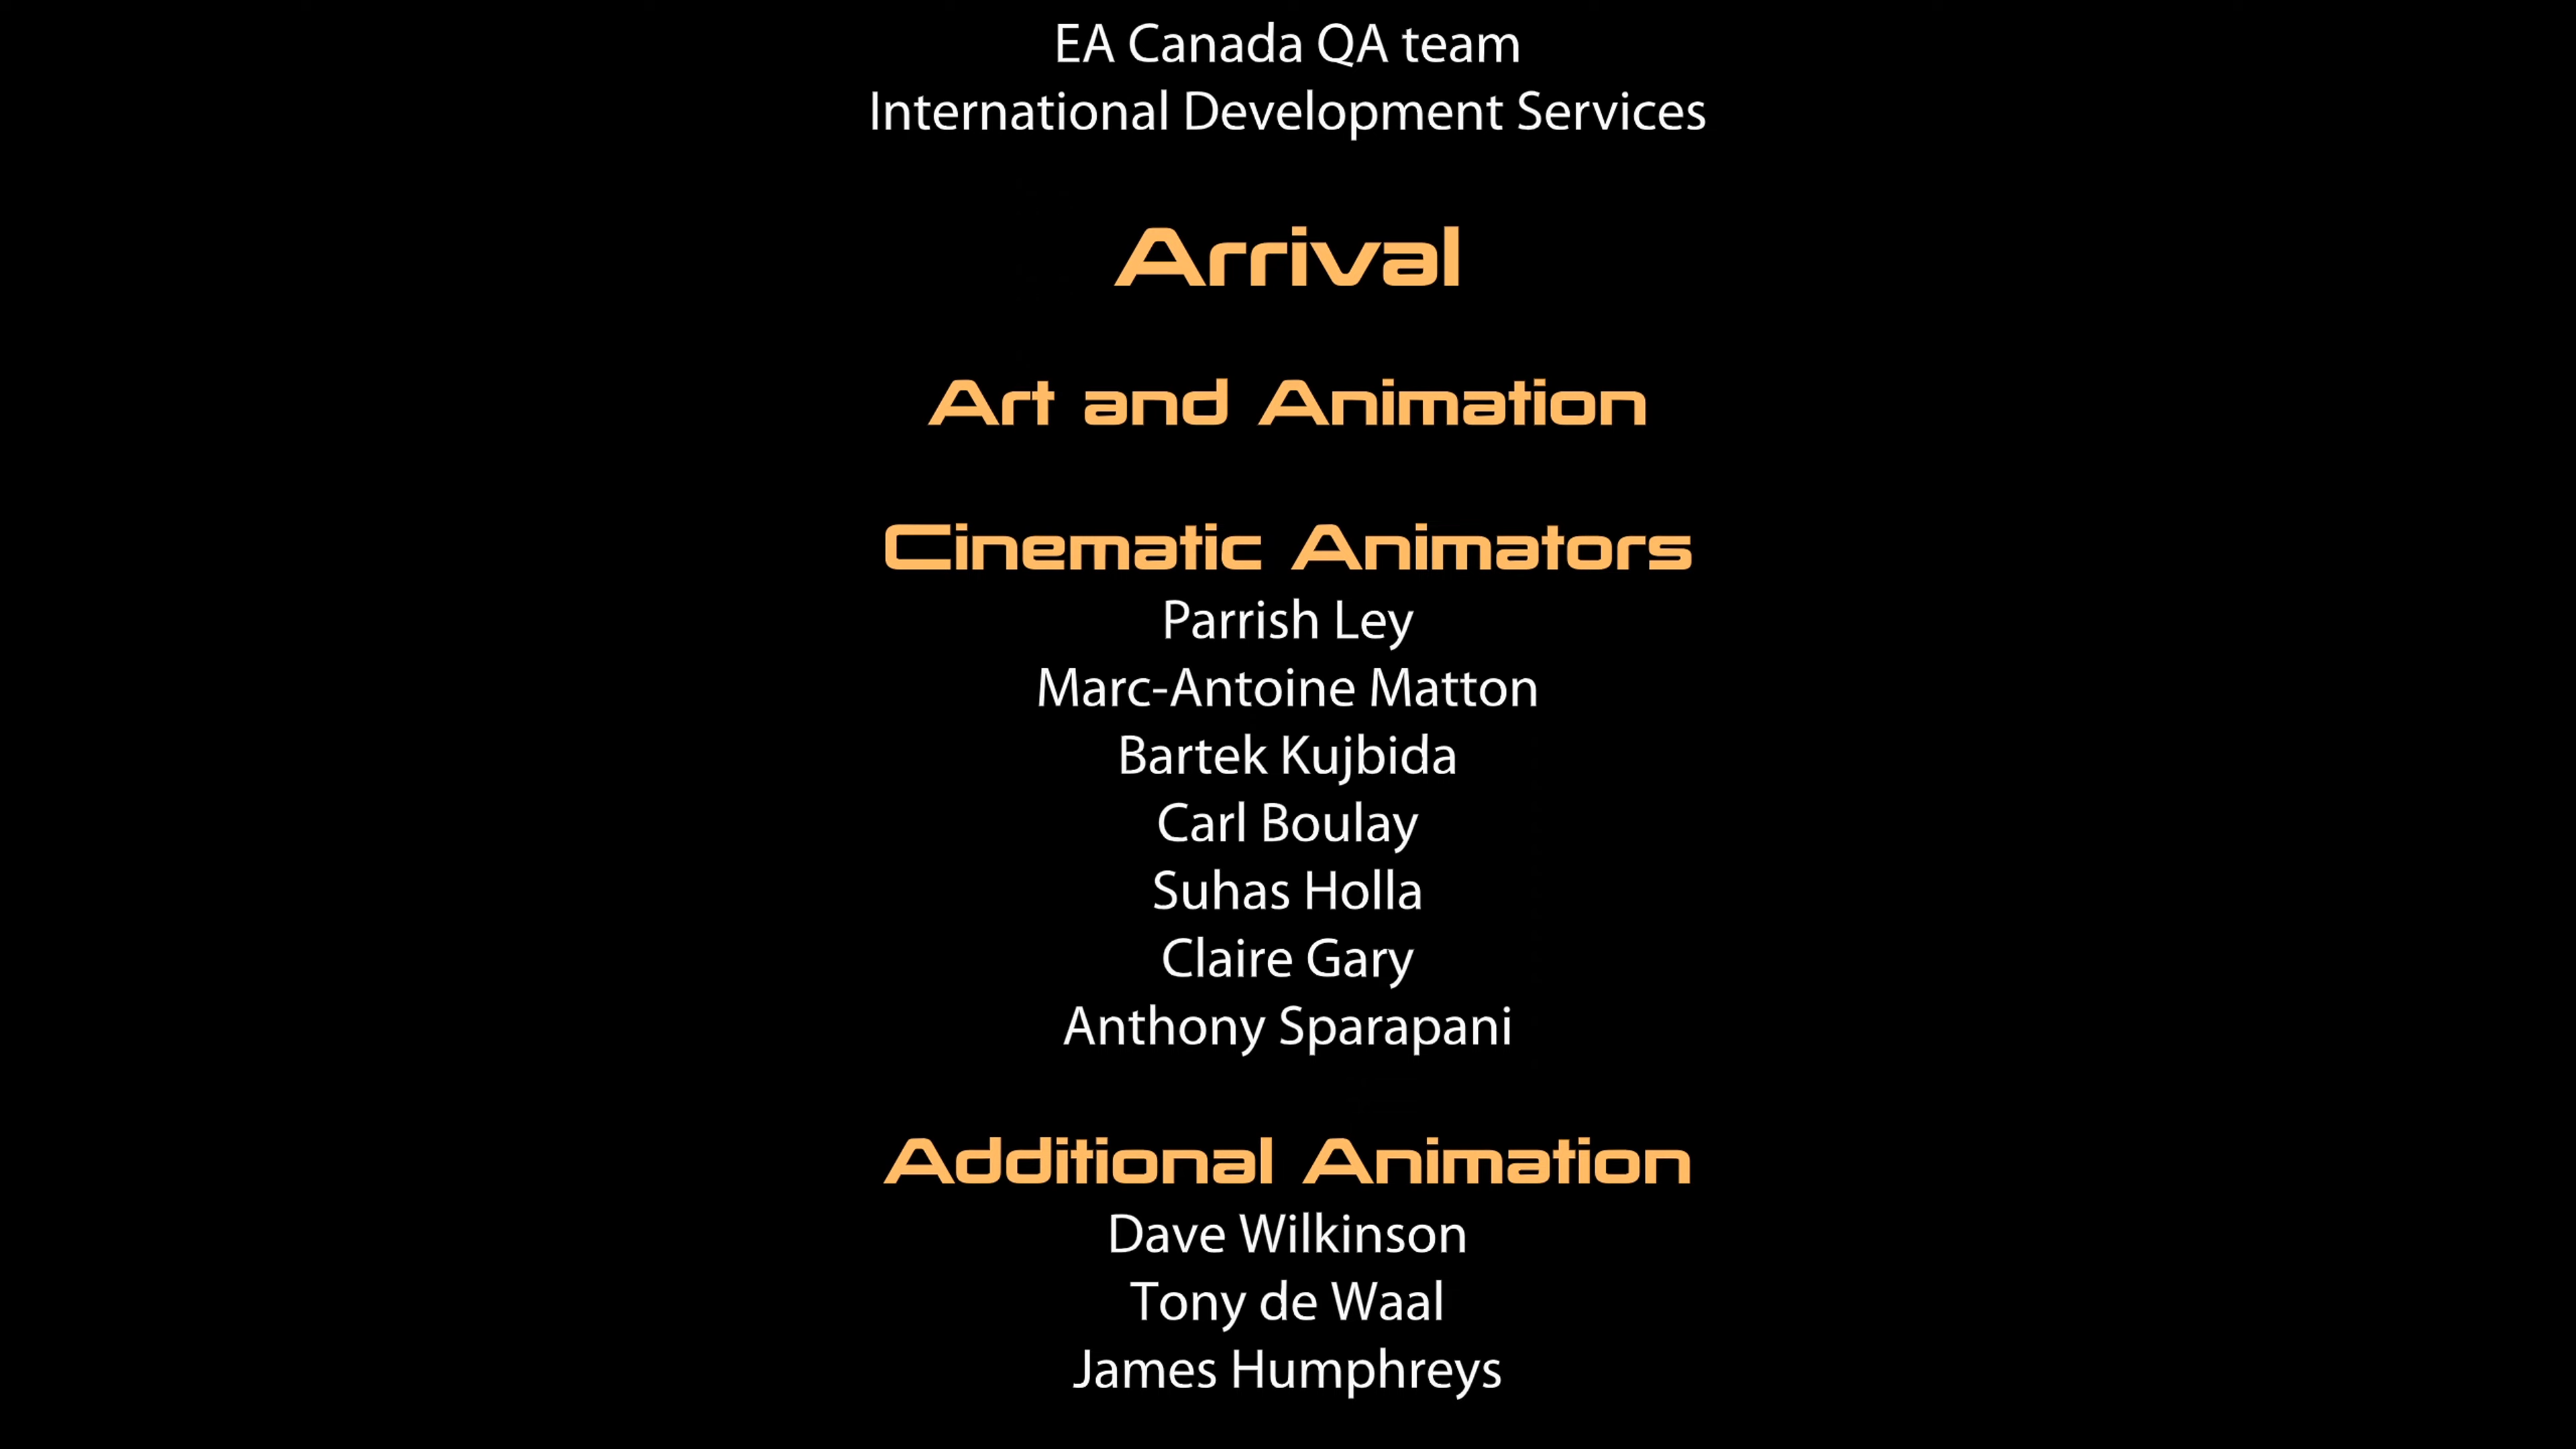 EA Canada QA team
International Development Services
Arrival
Art and Animation
Cinematic Animators
Parrish Ley
Marc-Antoine Matton
Bartek Kujbida
Carl Boulay
Suhas Holla
Claire Gary
Anthony Sparapani
Additional Animation
Dave Wilkinson
Tony de Waal
James Humphreys